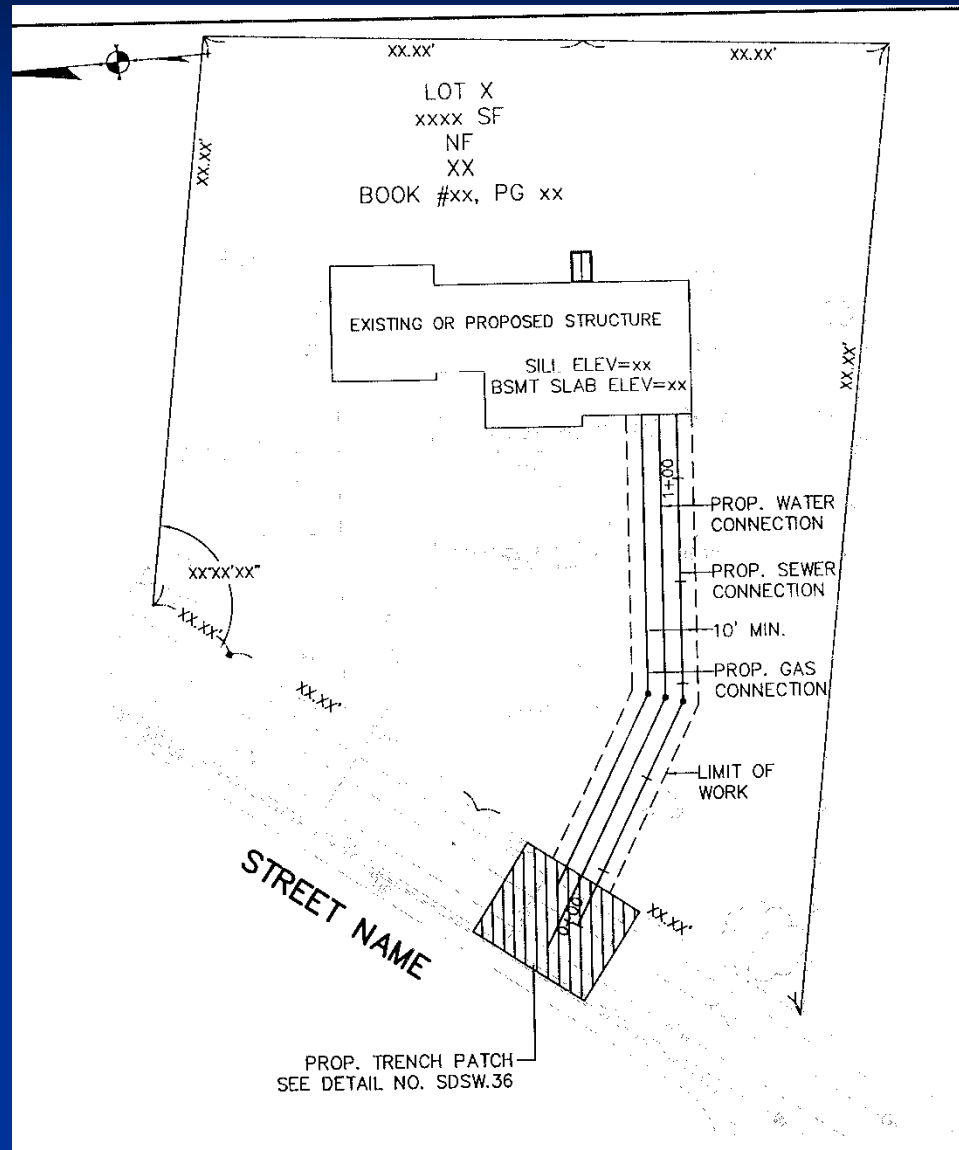 XX.XX'
XX.XX'
LOT X
xxxx SF
NF
XX
BOOK #xx, PG xx
XX.XX'
EXISTING OR PROPOSED STRUCTURE
SILL ELEV=xx
BSMT SLAB ELEV=xx
XX.XX'
1+00
PROP. WATER
CONNECTION
PROP. SEWER
CONNECTION
10' MIN.
PROP. GAS
CONNECTION
XX°XX'XX"
XX.XX'
XX.XX'
LIMIT OF
WORK
STREET NAME
0+00
XX.XX'
PROP. TRENCH PATCH
SEE DETAIL NO. SDSW.36